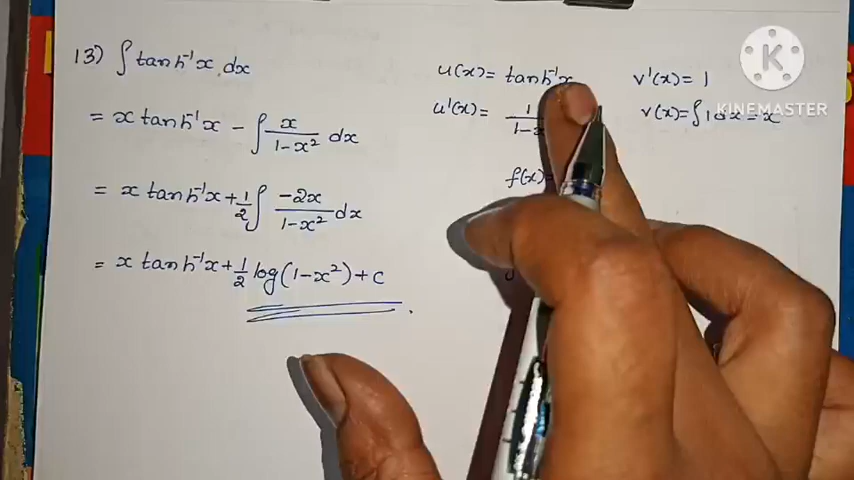 13) ∫ tanh⁻¹x dx
= x tanh⁻¹x - ∫ x/(1-x²) dx
= x tanh⁻¹x + 1/2 ∫ -2x/(1-x²) dx
= x tanh⁻¹x + 1/2 log(1-x²) + c
u(x) = tanh⁻¹x
v'(x) = 1
u'(x) = 1/
v(x) = ∫ 1 dx = x
f(x) =
K
KINEMASTER